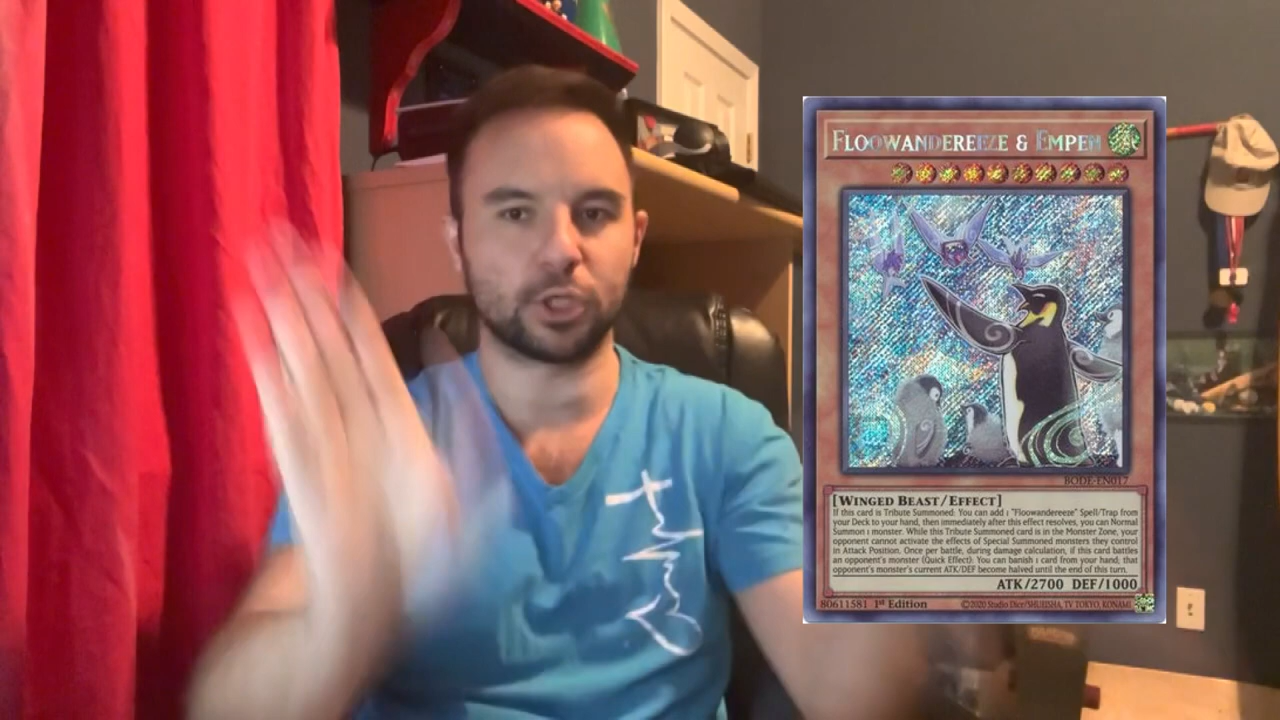 FLOOWANDEREEZE & EMPEN
BODE-EN017
[WINGED BEAST/EFFECT]
If this card is Tribute Summoned: You can add 1 "Floowandereeze" Spell/Trap from
your Deck to your hand, then immediately after this effect resolves, you can Normal
Summon 1 monster. While this Tribute Summoned card is in the Monster Zone, your
opponent cannot activate the effects of Special Summoned monsters they control
in Attack Position. Once per battle, during damage calculation, if this card battles
an opponent's monster (Quick Effect): You can banish 1 card from your hand; that
opponent's monster's current ATK/DEF become halved until the end of this turn.
ATK/2700 DEF/1000
80611581 1st Edition ©2020 Studio Dice/SHUEISHA, TV TOKYO, KONAMI